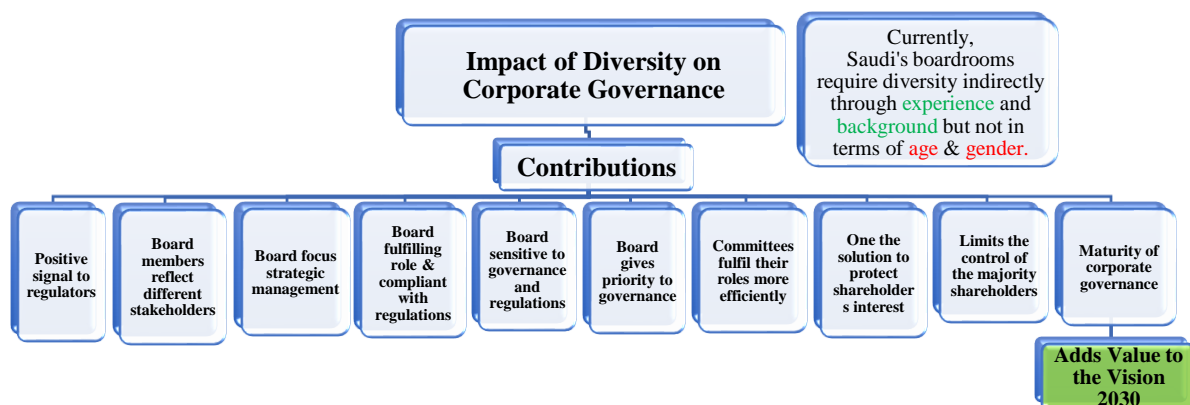 Impact of Diversity on
Corporate Governance
Currently,
Saudi's boardrooms
require diversity indirectly
through experience and
background but not in
terms of age & gender.
Contributions
Positive
signal to
regulators
Board
members
reflect
different
stakeholders
Board focus
strategic
management
Board
fulfilling
role &
compliant
with
regulations
Board
sensitive to
governance
and
regulations
Board
gives
priority to
governance
Committees
fulfil their
roles more
efficiently
One the
solution to
protect
shareholder
s interest
Limits the
control of
the majority
shareholders
Maturity of
corporate
governance
Adds Value to
the Vision
2030